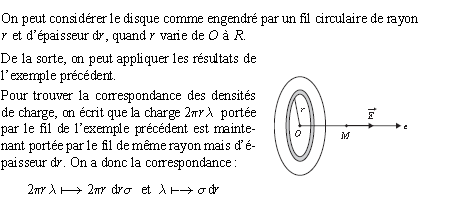 On peut considérer le disque comme engendré par un fil circulaire de rayon
r et d'épaisseur dr, quand r varie de O à R.
De la sorte, on peut appliquer les résultats de
l'exemple précédent.
Pour trouver la correspondance des densités
de charge, on écrit que la charge 2πr λ portée
par le fil de l'exemple précédent est mainte-
nant portée par le fil de même rayon mais d'é-
paisseur dr. On a donc la correspondance :
2πr λ ⟼ 2πr drσ et λ ⟼ σ dr
r
O
M
E⃗